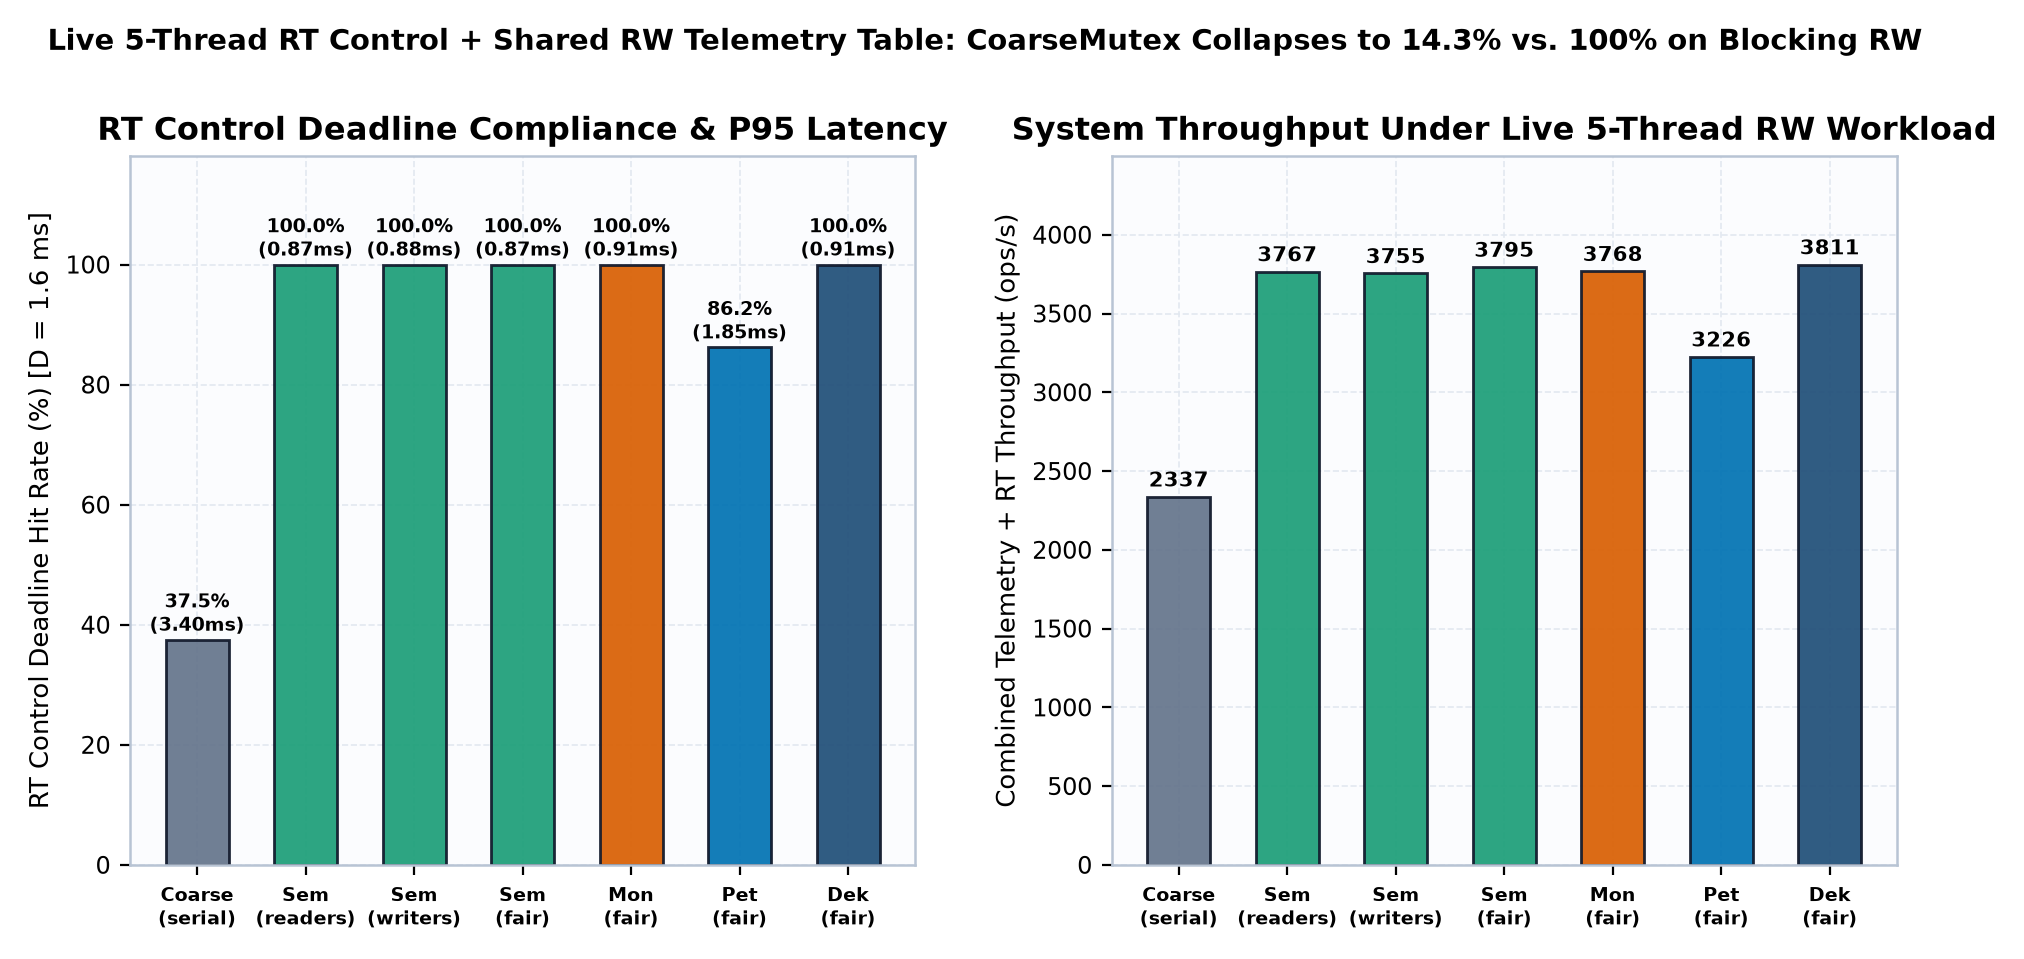 Live 5-Thread RT Control + Shared RW Telemetry Table: CoarseMutex Collapses to 14.3% vs. 100% on Blocking RW
RT Control Deadline Compliance & P95 Latency
RT Control Deadline Hit Rate (%) [D = 1.6 ms]
100
80
60
40
20
0
37.5%
(3.40ms)
100.0%
(0.87ms)
100.0%
(0.88ms)
100.0%
(0.87ms)
100.0%
(0.91ms)
86.2%
(1.85ms)
100.0%
(0.91ms)
Coarse
(serial)
Sem
(readers)
Sem
(writers)
Sem
(fair)
Mon
(fair)
Pet
(fair)
Dek
(fair)
System Throughput Under Live 5-Thread RW Workload
Combined Telemetry + RT Throughput (ops/s)
4000
3500
3000
2500
2000
1500
1000
500
0
2337
3767
3755
3795
3768
3226
3811
Coarse
(serial)
Sem
(readers)
Sem
(writers)
Sem
(fair)
Mon
(fair)
Pet
(fair)
Dek
(fair)